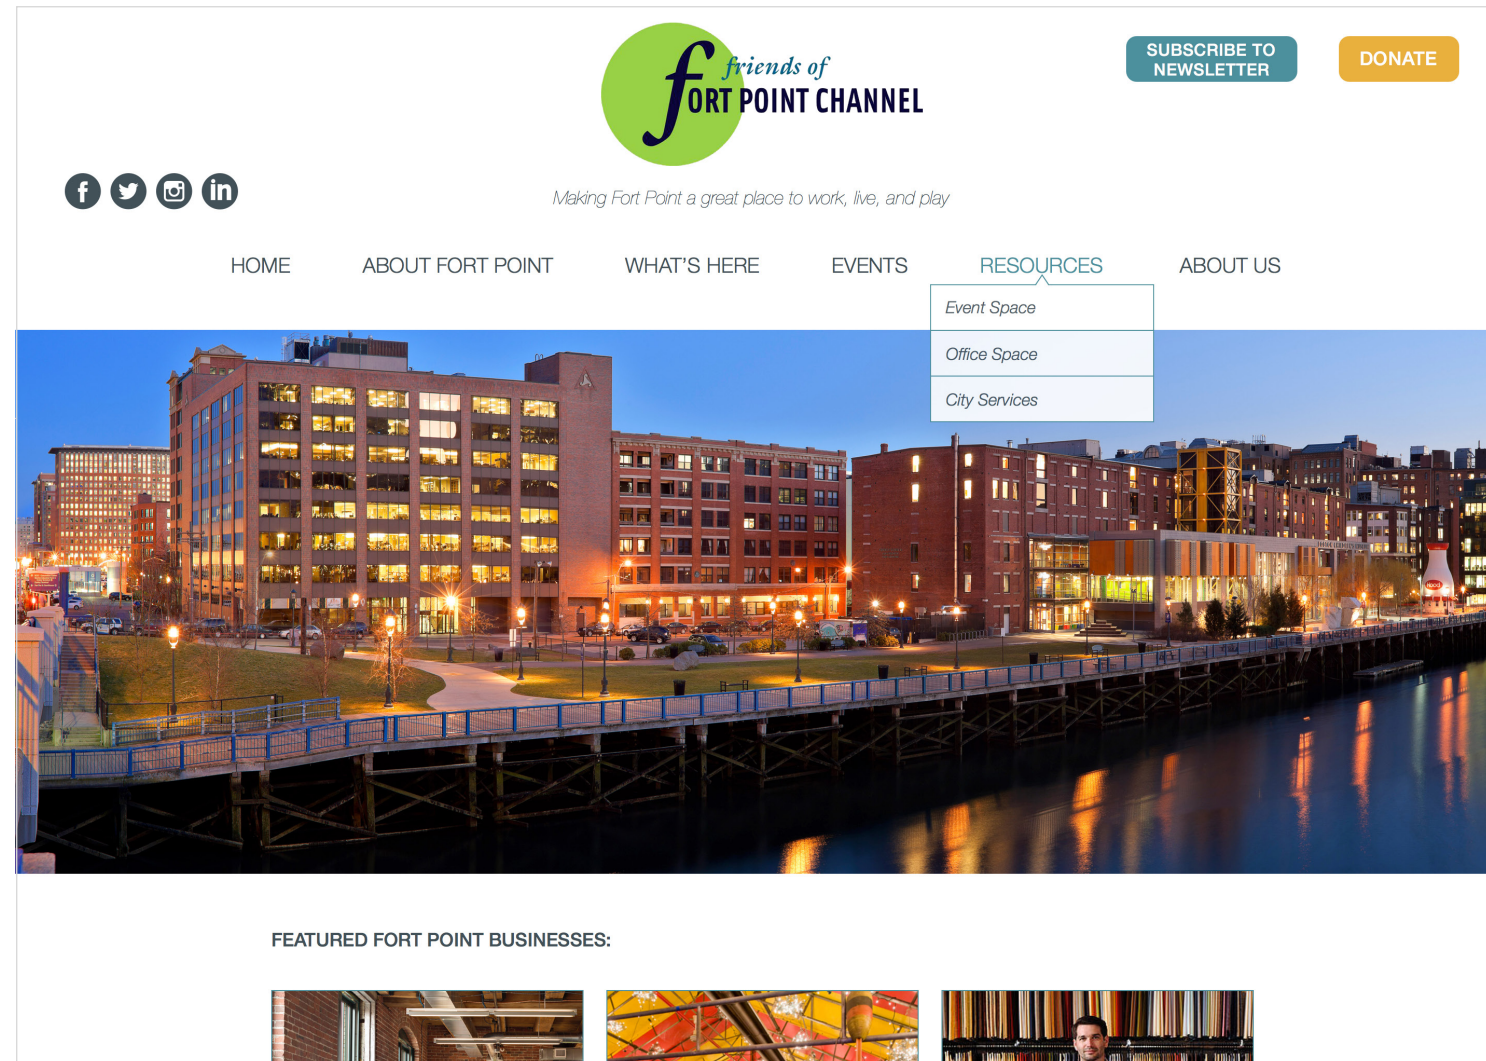 friends of
FORT POINT CHANNEL
SUBSCRIBE TO
NEWSLETTER
DONATE
Making Fort Point a great place to work, live, and play
HOME
ABOUT FORT POINT
WHAT'S HERE
EVENTS
RESOURCES
ABOUT US
Event Space
Office Space
City Services
FEATURED FORT POINT BUSINESSES: